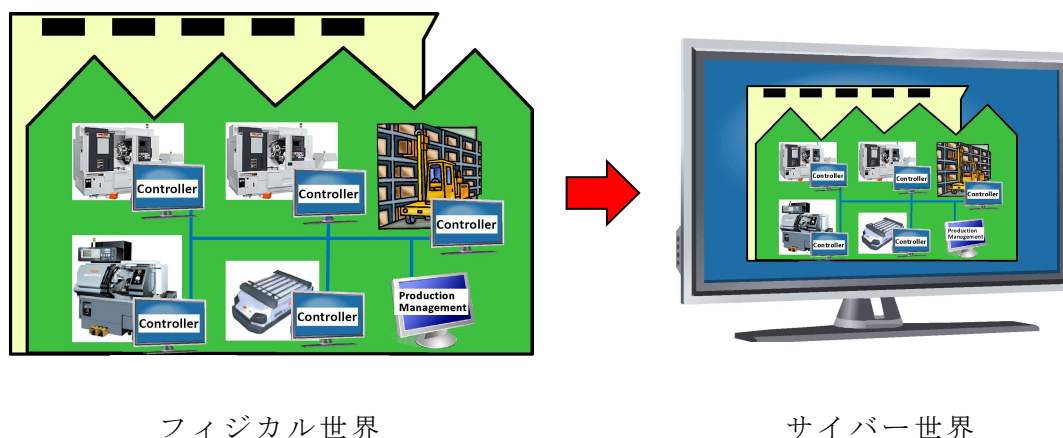 Controller
Controller
Controller
Controller
Controller
Production
Management
Controller
Controller
Controller
Controller
Controller
Production
Management
フィジカル世界
サイバー世界